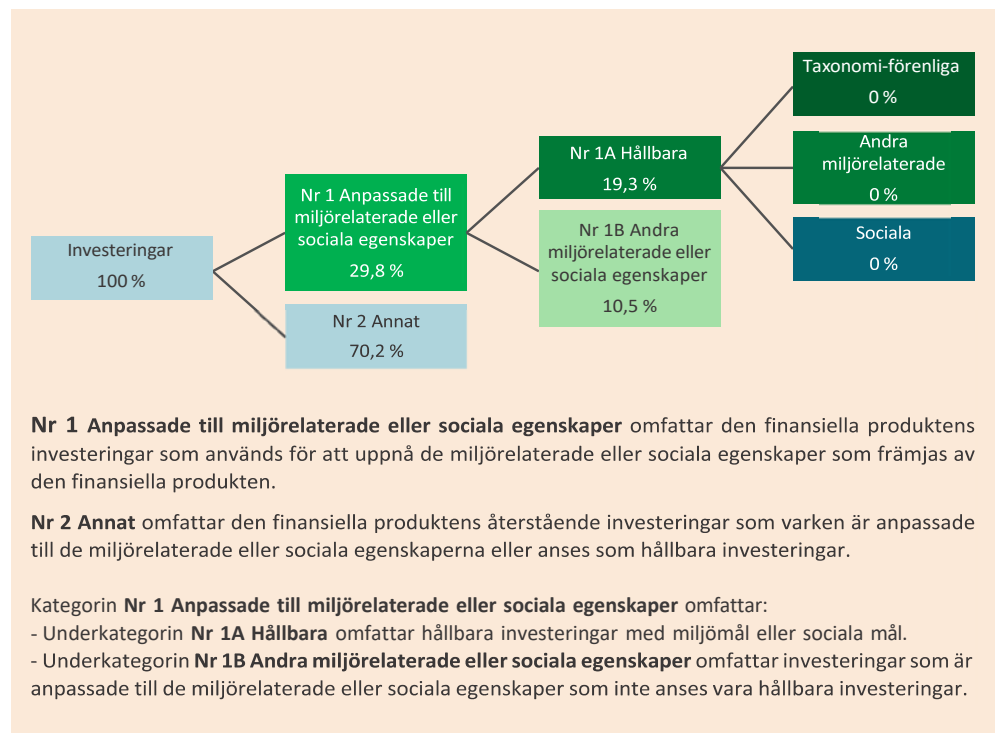 Taxonomi-förenliga
0 %
Andra
miljörelaterade
0 %
Nr 1A Hållbara
19,3 %
Nr 1 Anpassade till
miljörelaterade eller
sociala egenskaper
29,8 %
Nr 1B Andra
miljörelaterade eller
sociala egenskaper
10,5 %
Sociala
0 %
Investeringar
100 %
Nr 2 Annat
70,2 %
Nr 1 Anpassade till miljörelaterade eller sociala egenskaper omfattar den finansiella produktens
investeringar som används för att uppnå de miljörelaterade eller sociala egenskaper som främjas av
den finansiella produkten.
Nr 2 Annat omfattar den finansiella produktens återstående investeringar som varken är anpassade
till de miljörelaterade eller sociala egenskaperna eller anses som hållbara investeringar.
Kategorin Nr 1 Anpassade till miljörelaterade eller sociala egenskaper omfattar:
- Underkategorin Nr 1A Hållbara omfattar hållbara investeringar med miljömål eller sociala mål.
- Underkategorin Nr 1B Andra miljörelaterade eller sociala egenskaper omfattar investeringar som är
anpassade till de miljörelaterade eller sociala egenskaper som inte anses vara hållbara investeringar.